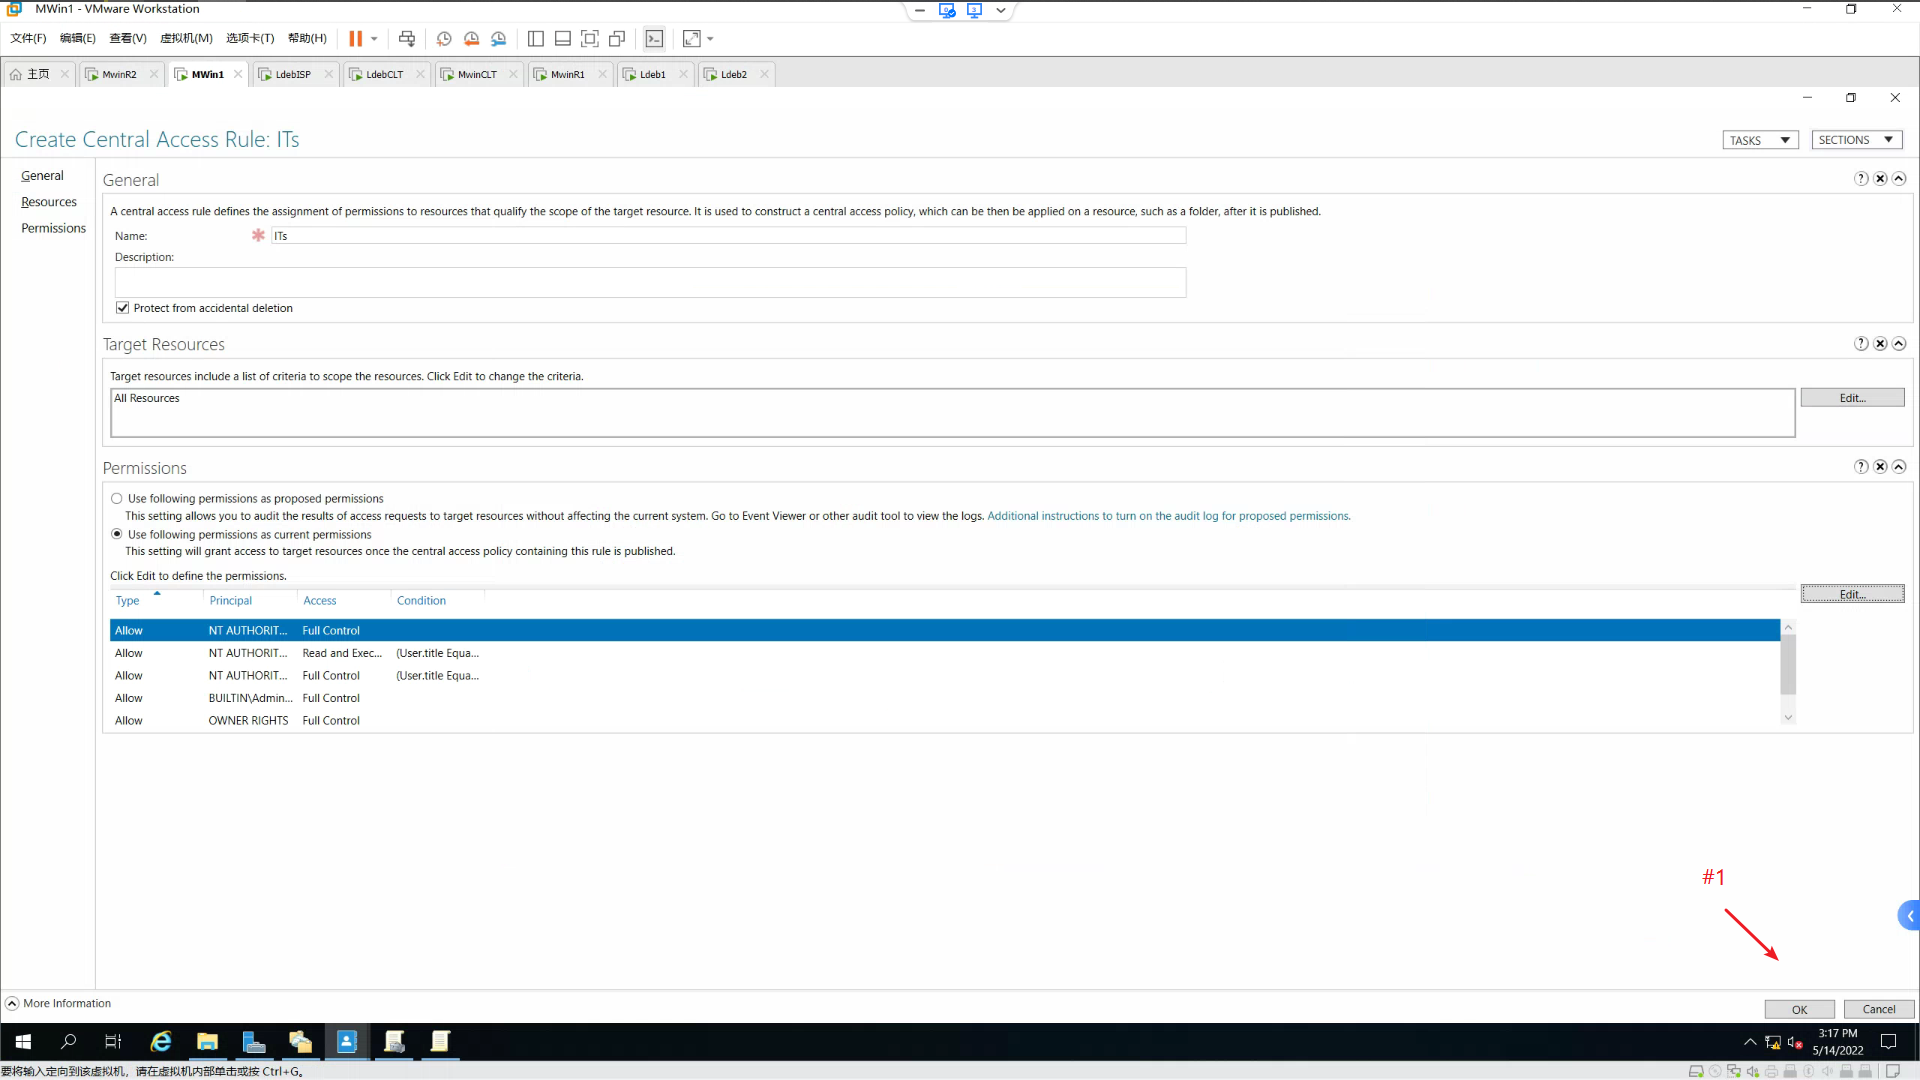 MWin1 - VMware Workstation
文件(F) 编辑(E) 查看(V) 虚拟机(M) 选项卡(T) 帮助(H)
主页 MwinR2 MWin1 LdebISP LdebCLT MwinCLT MwinR1 Ldeb1 Ldeb2
Create Central Access Rule: ITs
TASKS SECTIONS
General
Resources
Permissions
General
A central access rule defines the assignment of permissions to resources that qualify the scope of the target resource. It is used to construct a central access policy, which can be then be applied on a resource, such as a folder, after it is published.
Name: ITs
Description:
Protect from accidental deletion
Target Resources
Target resources include a list of criteria to scope the resources. Click Edit to change the criteria.
All Resources
Edit...
Permissions
Use following permissions as proposed permissions
This setting allows you to audit the results of access requests to target resources without affecting the current system. Go to Event Viewer or other audit tool to view the logs. Additional instructions to turn on the audit log for proposed permissions.
Use following permissions as current permissions
This setting will grant access to target resources once the central access policy containing this rule is published.
Click Edit to define the permissions.
Edit...
Type Principal Access Condition
Allow NT AUTHORIT... Full Control
Allow NT AUTHORIT... Read and Exec... (User.title Equa...
Allow NT AUTHORIT... Full Control (User.title Equa...
Allow BUILTIN\Admin... Full Control
Allow OWNER RIGHTS Full Control
#1
More Information
OK Cancel
3:17 PM
5/14/2022
要将输入定向到该虚拟机，请在虚拟机内部单击或按 Ctrl+G。